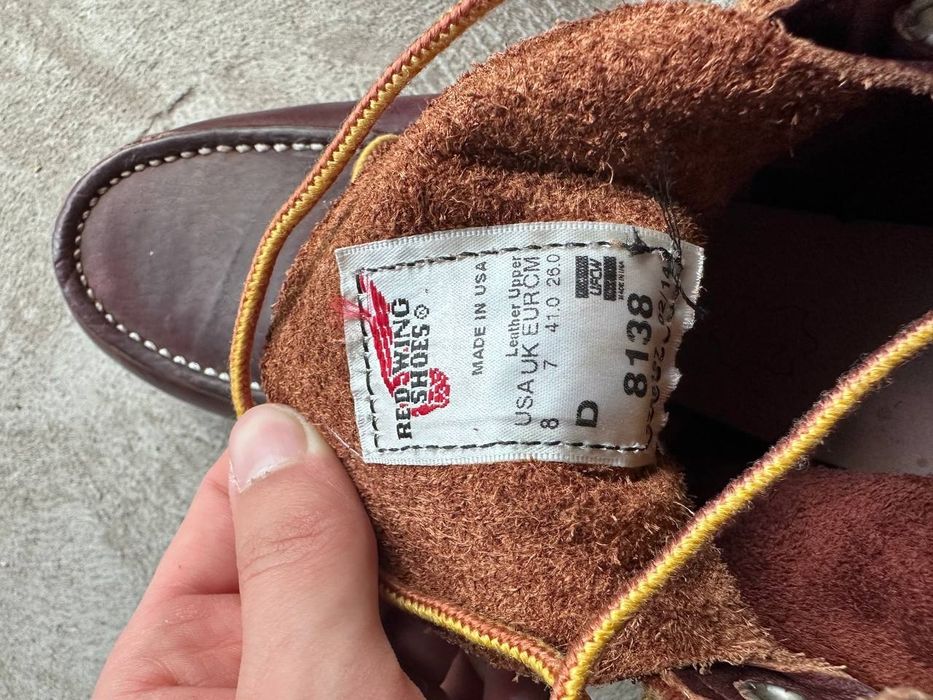 RED WING
SHOES®
MADE IN USA
Leather Upper
USA UK EUR CM
8 7 41.0 26.0
D
UFCW
MADE IN USA
8138